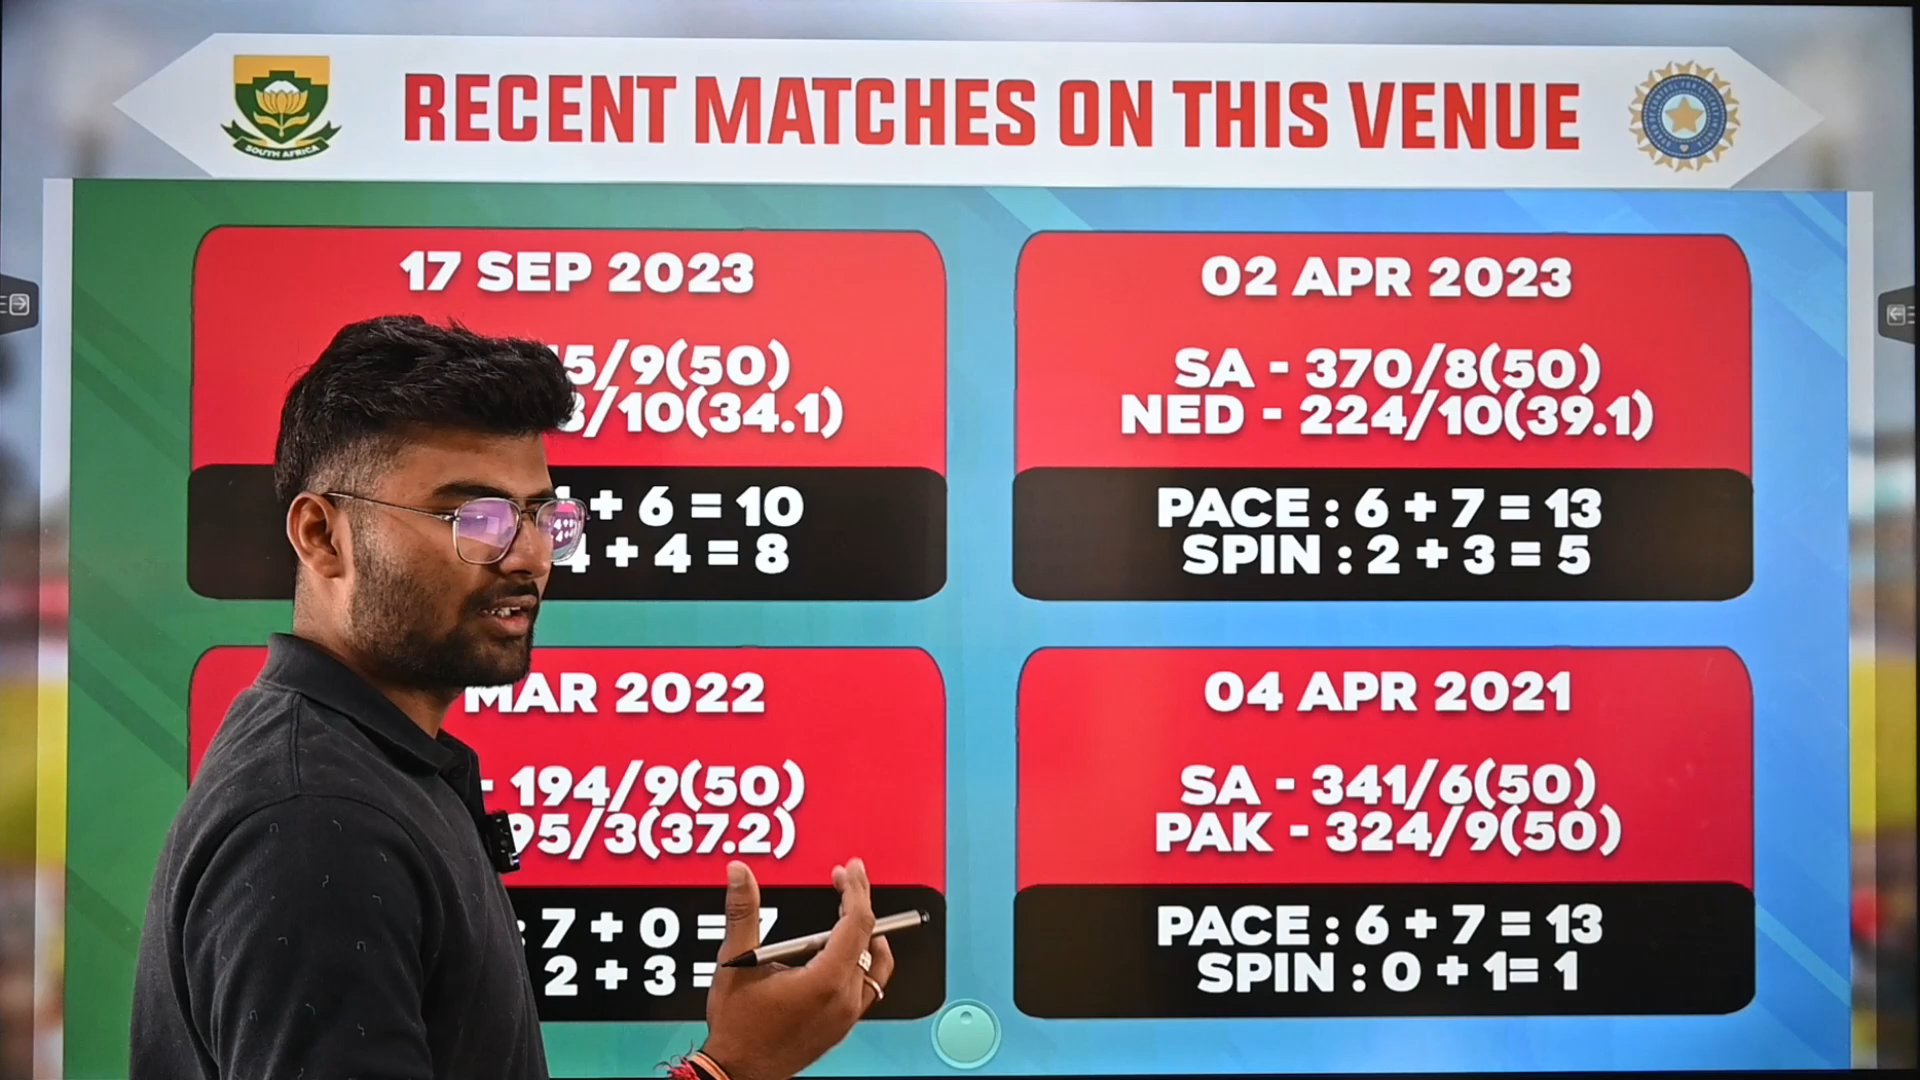 SOUTH AFRICA
RECENT MATCHES ON THIS VENUE
17 SEP 2023
5/9(50)
/10(34.1)
+ 6 = 10
4 + 4 = 8
02 APR 2023
SA - 370/8(50)
NED - 224/10(39.1)
PACE : 6 + 7 = 13
SPIN : 2 + 3 = 5
MAR 2022
- 194/9(50)
95/3(37.2)
: 7 + 0 = 7
2 + 3 =
04 APR 2021
SA - 341/6(50)
PAK - 324/9(50)
PACE : 6 + 7 = 13
SPIN : 0 + 1= 1